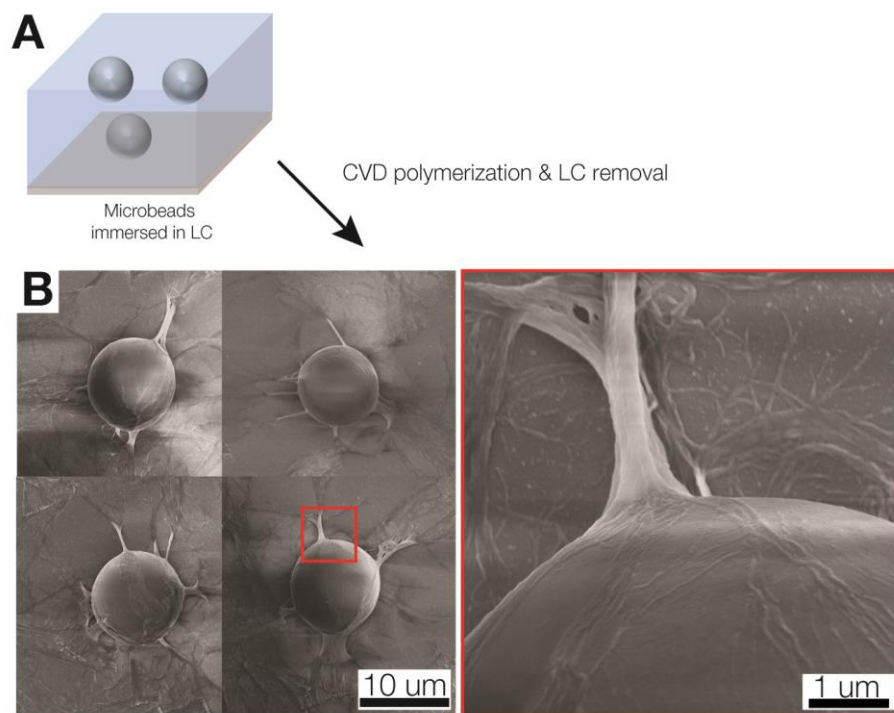 A
Microbeads
immersed in LC
CVD polymerization & LC removal
B
10 um
1 um